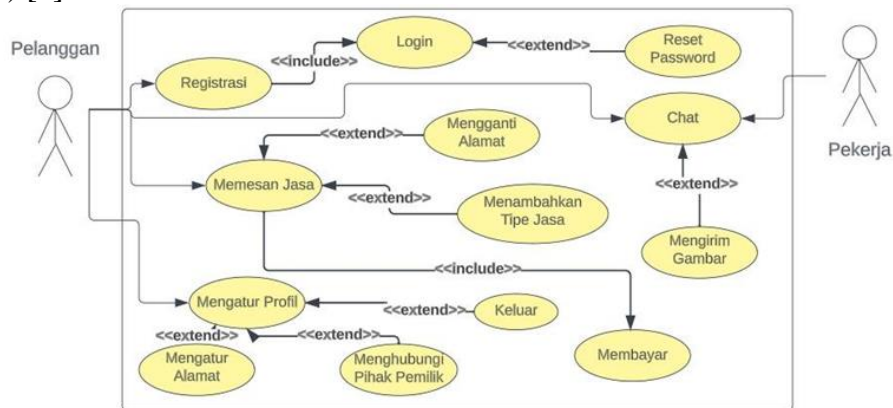 Pelanggan
Login
<<extend>>
Reset
Password
<<include>>
Registrasi
Chat
Pekerja
<<extend>>
Mengganti
Alamat
Memesan Jasa
<<extend>>
Menambahkan
Tipe Jasa
<<extend>>
Mengirim
Gambar
<<include>>
Mengatur Profil
<<extend>>
Keluar
<<extend>>
<<extend>>
Mengatur
Alamat
Menghubungi
Pihak Pemilik
Membayar